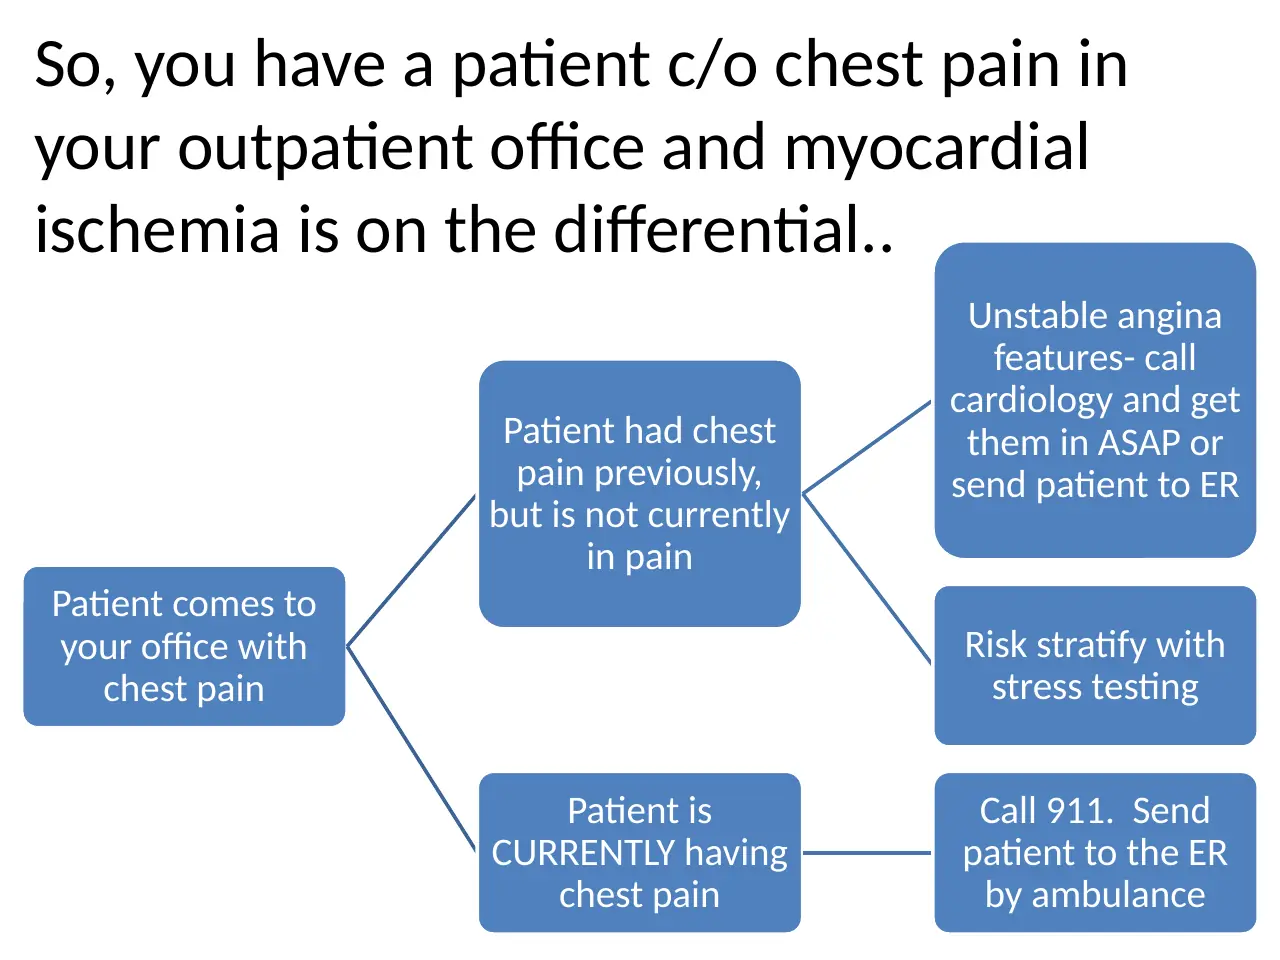 So, you have a patient c/o chest pain in
your outpatient office and myocardial
ischemia is on the differential..
Patient comes to
your office with
chest pain
Patient had chest
pain previously,
but is not currently
in pain
Unstable angina
features- call
cardiology and get
them in ASAP or
send patient to ER
Risk stratify with
stress testing
Patient is
CURRENTLY having
chest pain
Call 911.  Send
patient to the ER
by ambulance